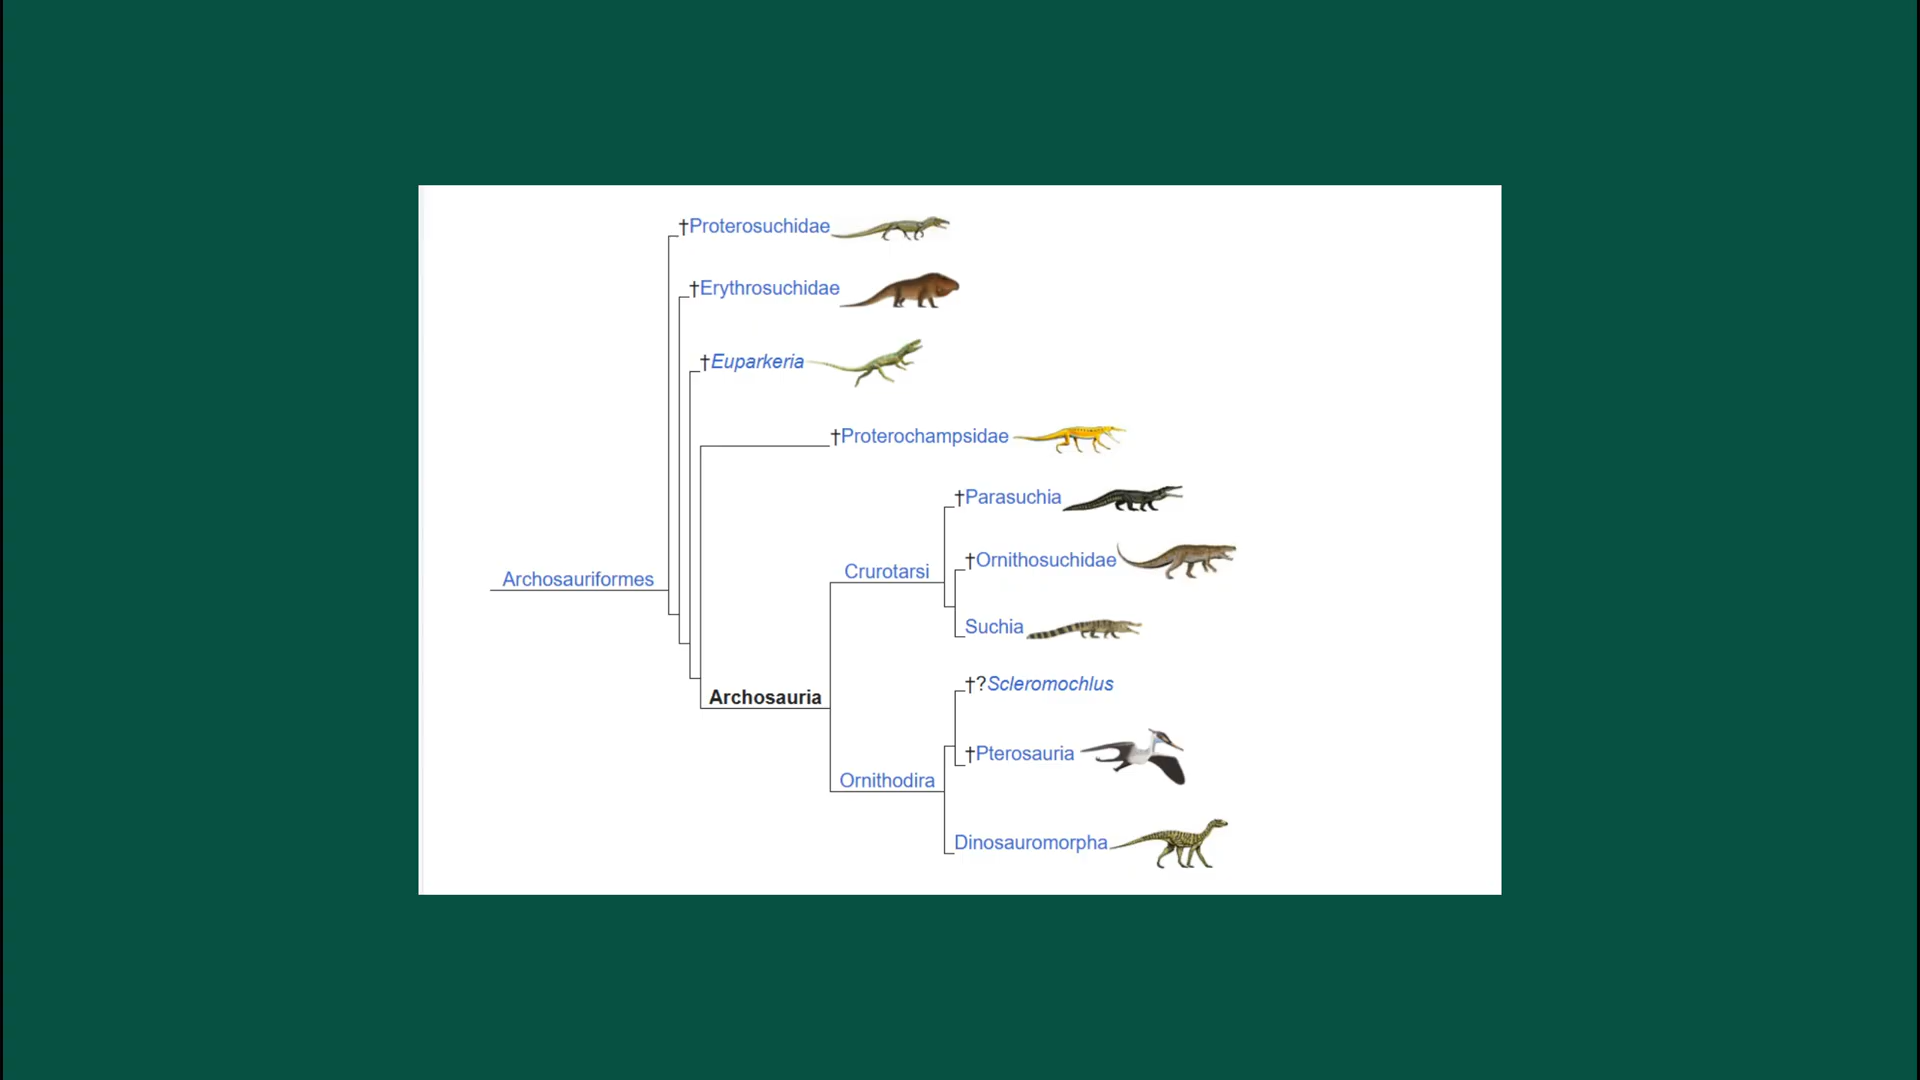 †Proterosuchidae
†Erythrosuchidae
†Euparkeria
†Proterochampsidae
†Parasuchia
†Ornithosuchidae
Crurotarsi
Archosauriformes
Suchia
†?Scleromochlus
Archosauria
†Pterosauria
Ornithodira
Dinosauromorpha